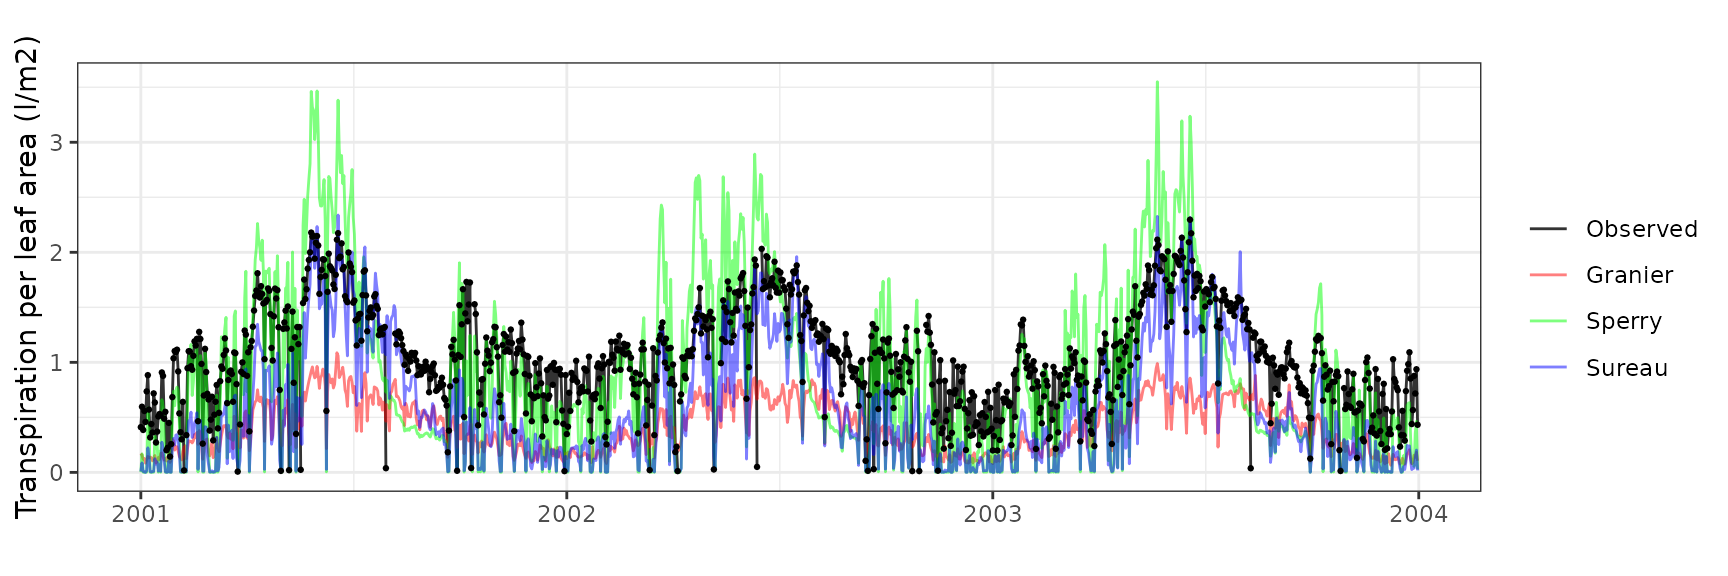 Transpiration per leaf area (l/m2)
3
2
1
0
2001 2002 2003 2004
Observed
Granier
Sperry
Sureau